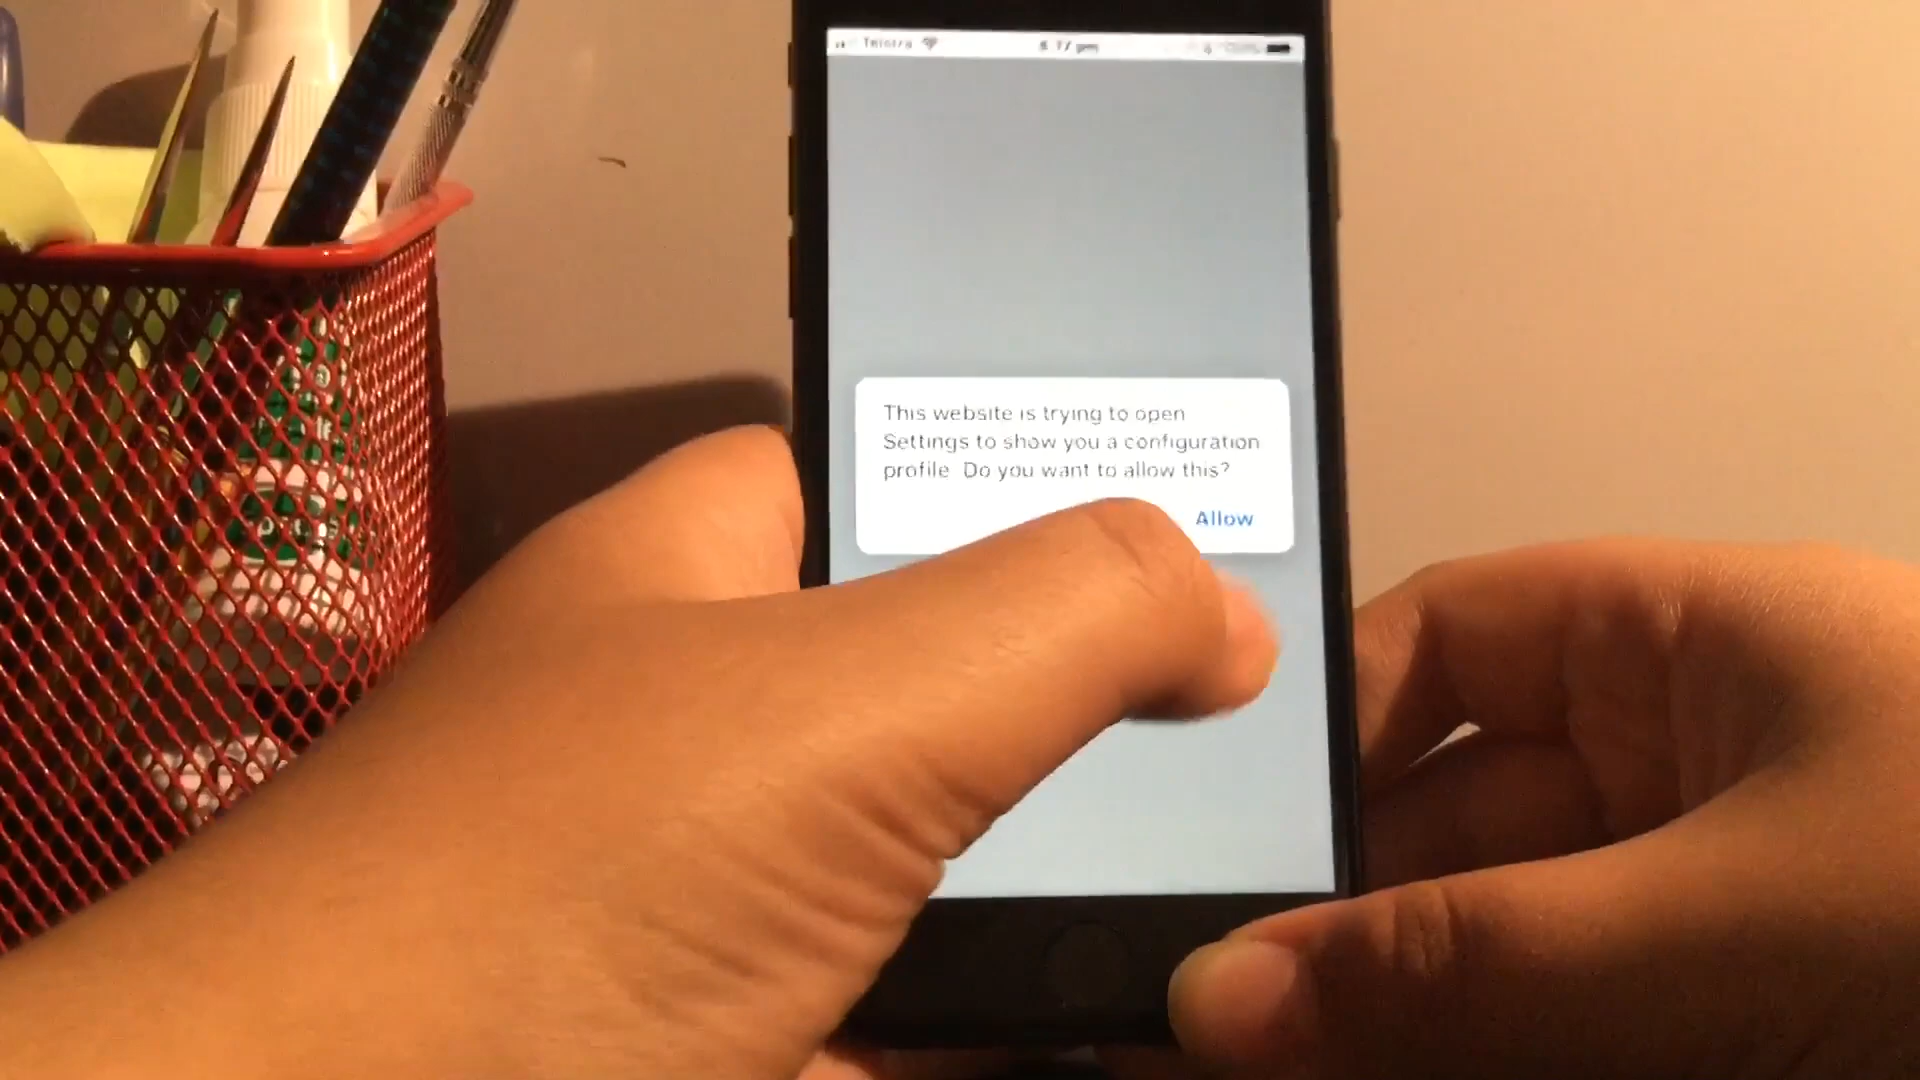 Telstra
This website is trying to open
Settings to show you a configuration
profile. Do you want to allow this?
Allow